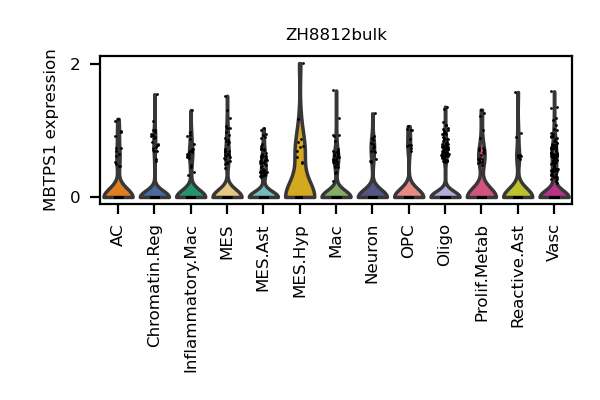 ZH8812bulk
MBTPS1 expression
2
0
AC
Chromatin.Reg
Inflammatory.Mac
MES
MES.Ast
MES.Hyp
Mac
Neuron
OPC
Oligo
Prolif.Metab
Reactive.Ast
Vasc